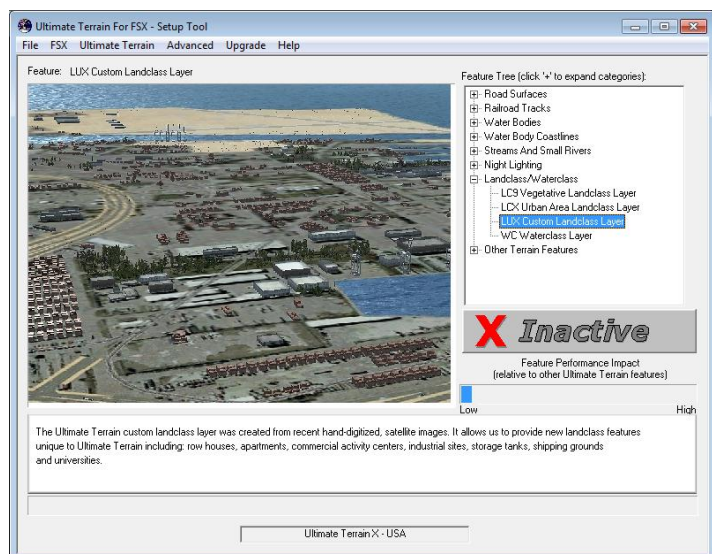 Ultimate Terrain For FSX - Setup Tool
File FSX Ultimate Terrain Advanced Upgrade Help
Feature: LUX Custom Landclass Layer
Feature Tree (click '+' to expand categories):
Road Surfaces
Railroad Tracks
Water Bodies
Water Body Coastlines
Streams And Small Rivers
Night Lighting
Landclass/Waterclass
LC9 Vegetative Landclass Layer
LCX Urban Area Landclass Layer
LUX Custom Landclass Layer
WC Waterclass Layer
Other Terrain Features
X Inactive
Feature Performance Impact
(relative to other Ultimate Terrain features)
Low High
The Ultimate Terrain custom landclass layer was created from recent hand-digitized, satellite images. It allows us to provide new landclass features
unique to Ultimate Terrain including: row houses, apartments, commercial activity centers, industrial sites, storage tanks, shipping grounds
and universities.
Ultimate Terrain X - USA